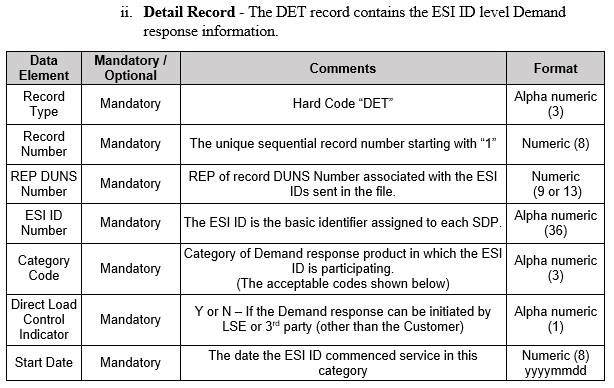 ii. Detail Record - The DET record contains the ESI ID level Demand
response information.
Data
Element
Mandatory /
Optional
Comments
Format
Record
Type
Mandatory
Hard Code “DET”
Alpha numeric
(3)
Record
Number
Mandatory
The unique sequential record number starting with “1”
Numeric (8)
REP DUNS
Number
Mandatory
REP of record DUNS Number associated with the ESI
IDs sent in the file.
Numeric
(9 or 13)
ESI ID
Number
Mandatory
The ESI ID is the basic identifier assigned to each SDP.
Alpha numeric
(36)
Category
Code
Mandatory
Category of Demand response product in which the ESI
ID is participating.
(The acceptable codes shown below)
Alpha numeric
(3)
Direct Load
Control
Indicator
Mandatory
Y or N – If the Demand response can be initiated by
LSE or 3rd party (other than the Customer)
Alpha numeric
(1)
Start Date
Mandatory
The date the ESI ID commenced service in this
category
Numeric (8)
yyyymmdd